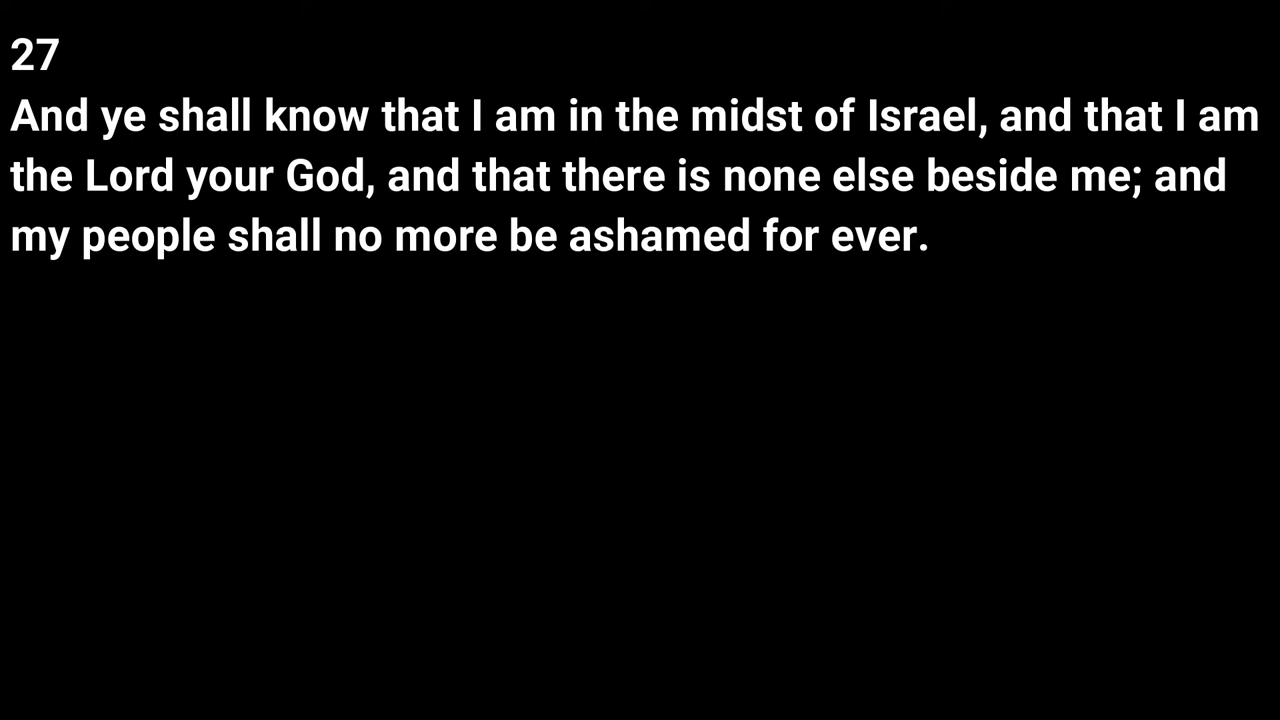 27
And ye shall know that I am in the midst of Israel, and that I am
the Lord your God, and that there is none else beside me; and
my people shall no more be ashamed for ever.